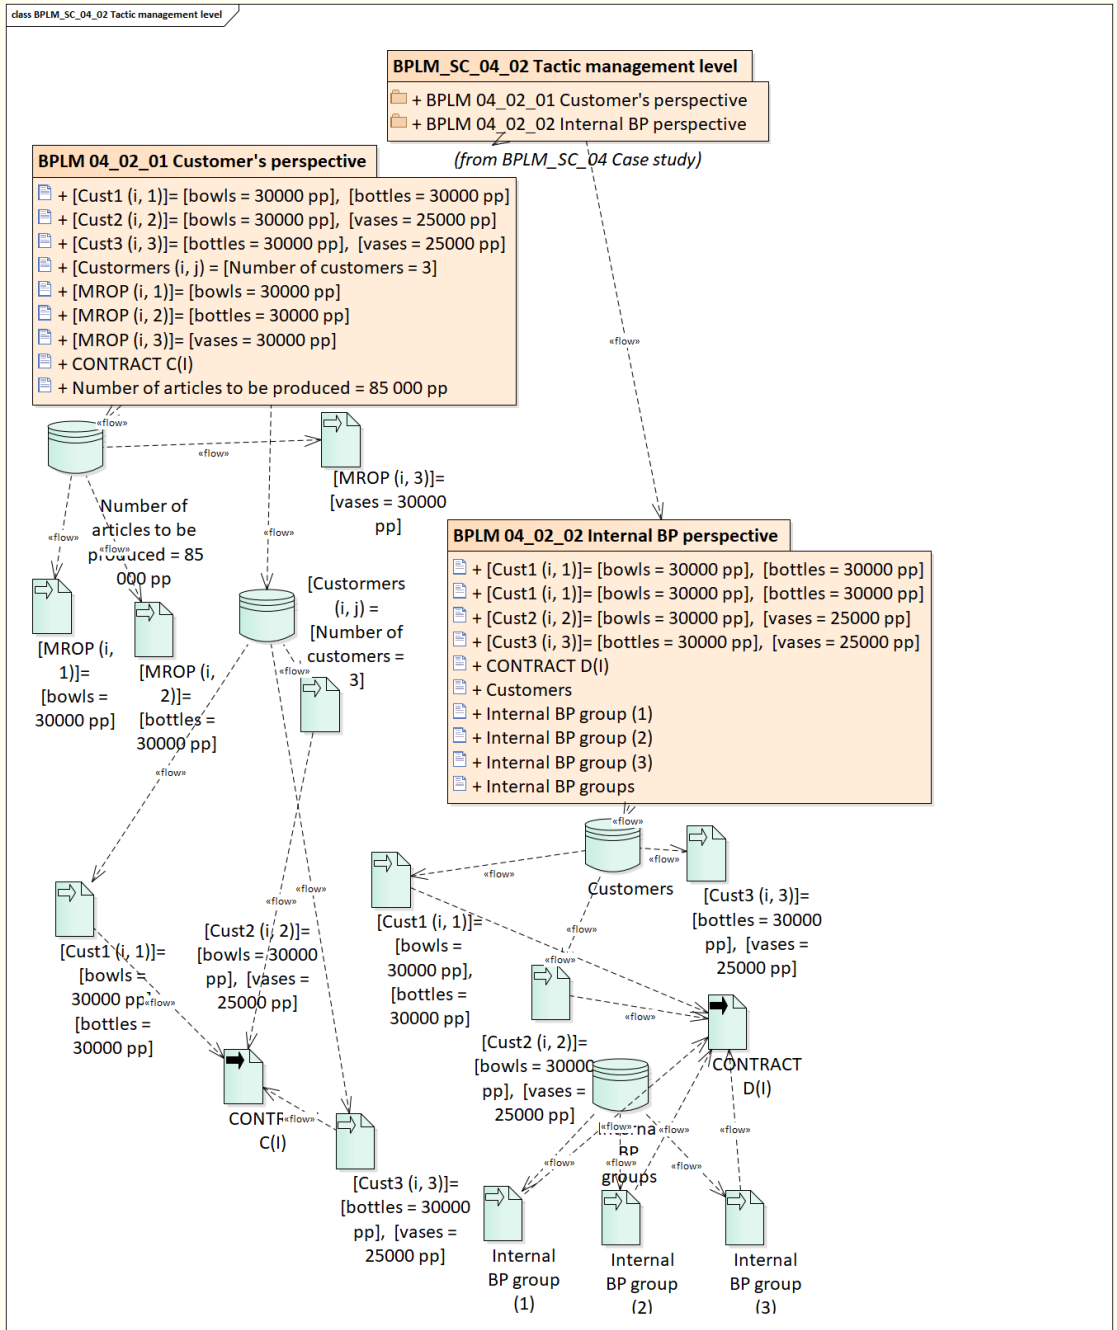 class BPLM_SC_04_02 Tactic management level
BPLM_SC_04_02 Tactic management level
+ BPLM 04_02_01 Customer's perspective
+ BPLM 04_02_02 Internal BP perspective
(from BPLM_SC_04 Case study)
BPLM 04_02_01 Customer's perspective
+ [Cust1 (i, 1)]= [bowls = 30000 pp],  [bottles = 30000 pp]
+ [Cust2 (i, 2)]= [bowls = 30000 pp],  [vases = 25000 pp]
+ [Cust3 (i, 3)]= [bottles = 30000 pp],  [vases = 25000 pp]
+ [Custormers (i, j) = [Number of customers = 3]
+ [MROP (i, 1)]= [bowls = 30000 pp]
+ [MROP (i, 2)]= [bottles = 30000 pp]
+ [MROP (i, 3)]= [vases = 30000 pp]
+ CONTRACT C(I)
+ Number of articles to be produced = 85 000 pp
«flow»
«flow»
«flow»
[MROP (i, 3)]=
[vases = 30000
pp]
Number of
articles to be
produced = 85
000 pp
«flow»
«flow»
«flow»
[MROP (i,
1)]=
[bowls =
30000 pp]
[MROP (i,
2)]=
[bottles =
30000 pp]
[Custormers
(i, j) =
[Number of
customers =
3]
«flow»
«flow»
BPLM 04_02_02 Internal BP perspective
+ [Cust1 (i, 1)]= [bowls = 30000 pp],  [bottles = 30000 pp]
+ [Cust1 (i, 1)]= [bowls = 30000 pp],  [bottles = 30000 pp]
+ [Cust2 (i, 2)]= [bowls = 30000 pp],  [vases = 25000 pp]
+ [Cust3 (i, 3)]= [bottles = 30000 pp],  [vases = 25000 pp]
+ CONTRACT D(I)
+ Customers
+ Internal BP group (1)
+ Internal BP group (2)
+ Internal BP group (3)
+ Internal BP groups
«flow»
Customers
«flow»
«flow»
«flow»
«flow»
[Cust1 (i, 1)]=
[bowls =
30000 pp],
[bottles =
30000 pp]
[Cust2 (i, 2)]=
[bowls = 30000
pp],  [vases =
25000 pp]
«flow»
«flow»
«flow»
CONTRACT
C(I)
«flow»
[Cust3 (i, 3)]=
[bottles = 30000
pp],  [vases =
25000 pp]
[Cust1 (i, 1)]=
[bowls =
30000 pp],
[bottles =
30000 pp]
[Cust3 (i, 3)]=
[bottles = 30000
pp],  [vases =
25000 pp]
[Cust2 (i, 2)]=
[bowls = 30000
pp],  [vases =
25000 pp]
«flow»
CONTRACT
D(I)
Internal
BP
groups
«flow»
«flow»
«flow»
«flow»
«flow»
«flow»
Internal
BP group
(1)
Internal
BP group
(2)
Internal
BP group
(3)